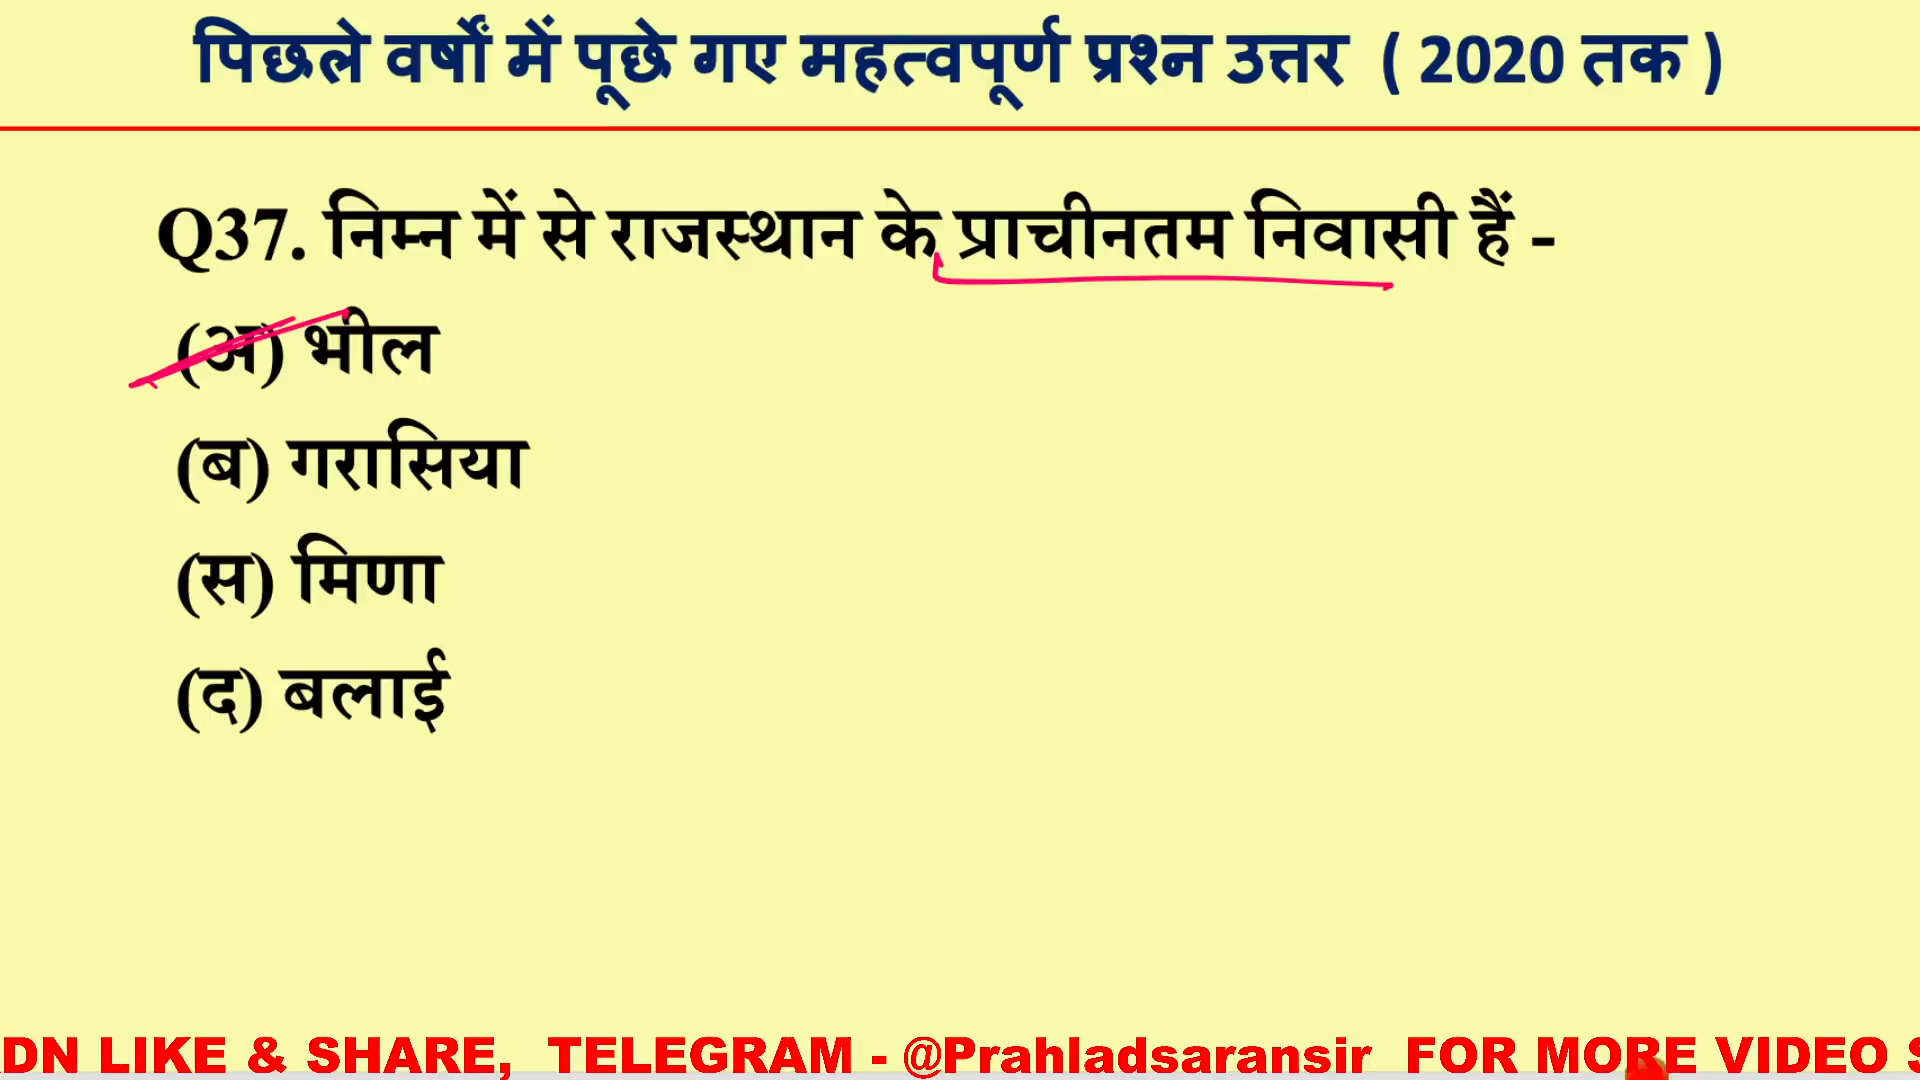 पिछले वर्षों में पूछे गए महत्वपूर्ण प्रश्न उत्तर ( 2020 तक )
Q37. निम्न में से राजस्थान के प्राचीनतम निवासी हैं -
(अ) भील
(ब) गरासिया
(स) मिणा
(द) बलाई
DN LIKE & SHARE, TELEGRAM - @Prahladsaransir FOR MORE VIDEO S